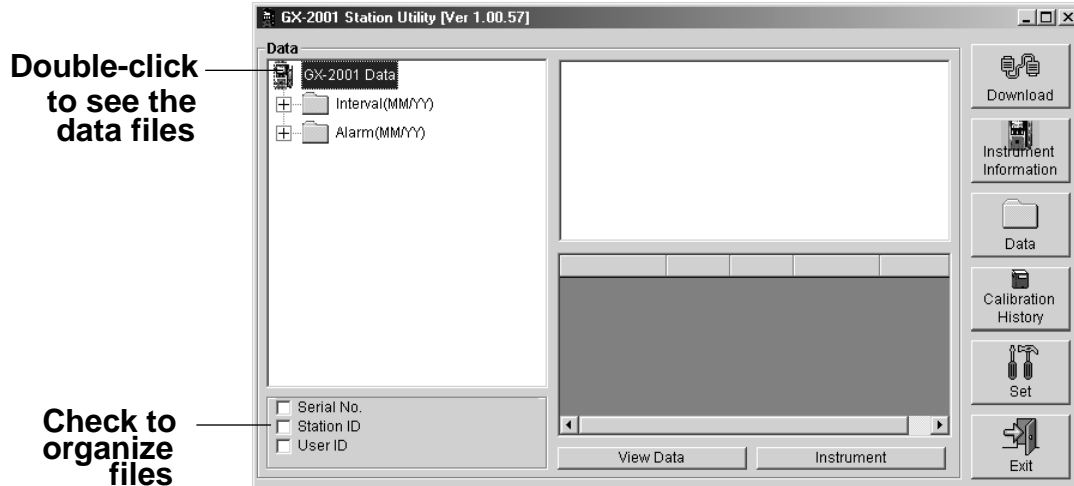 GX-2001 Station Utility [Ver 1.00.57]
Double-click
to see the
data files
Data
GX-2001 Data
Interval(MM/YY)
Alarm(MM/YY)
Check to
organize
files
Serial No.
Station ID
User ID
View Data
Instrument
Download
Instrument
Information
Data
Calibration
History
Set
Exit